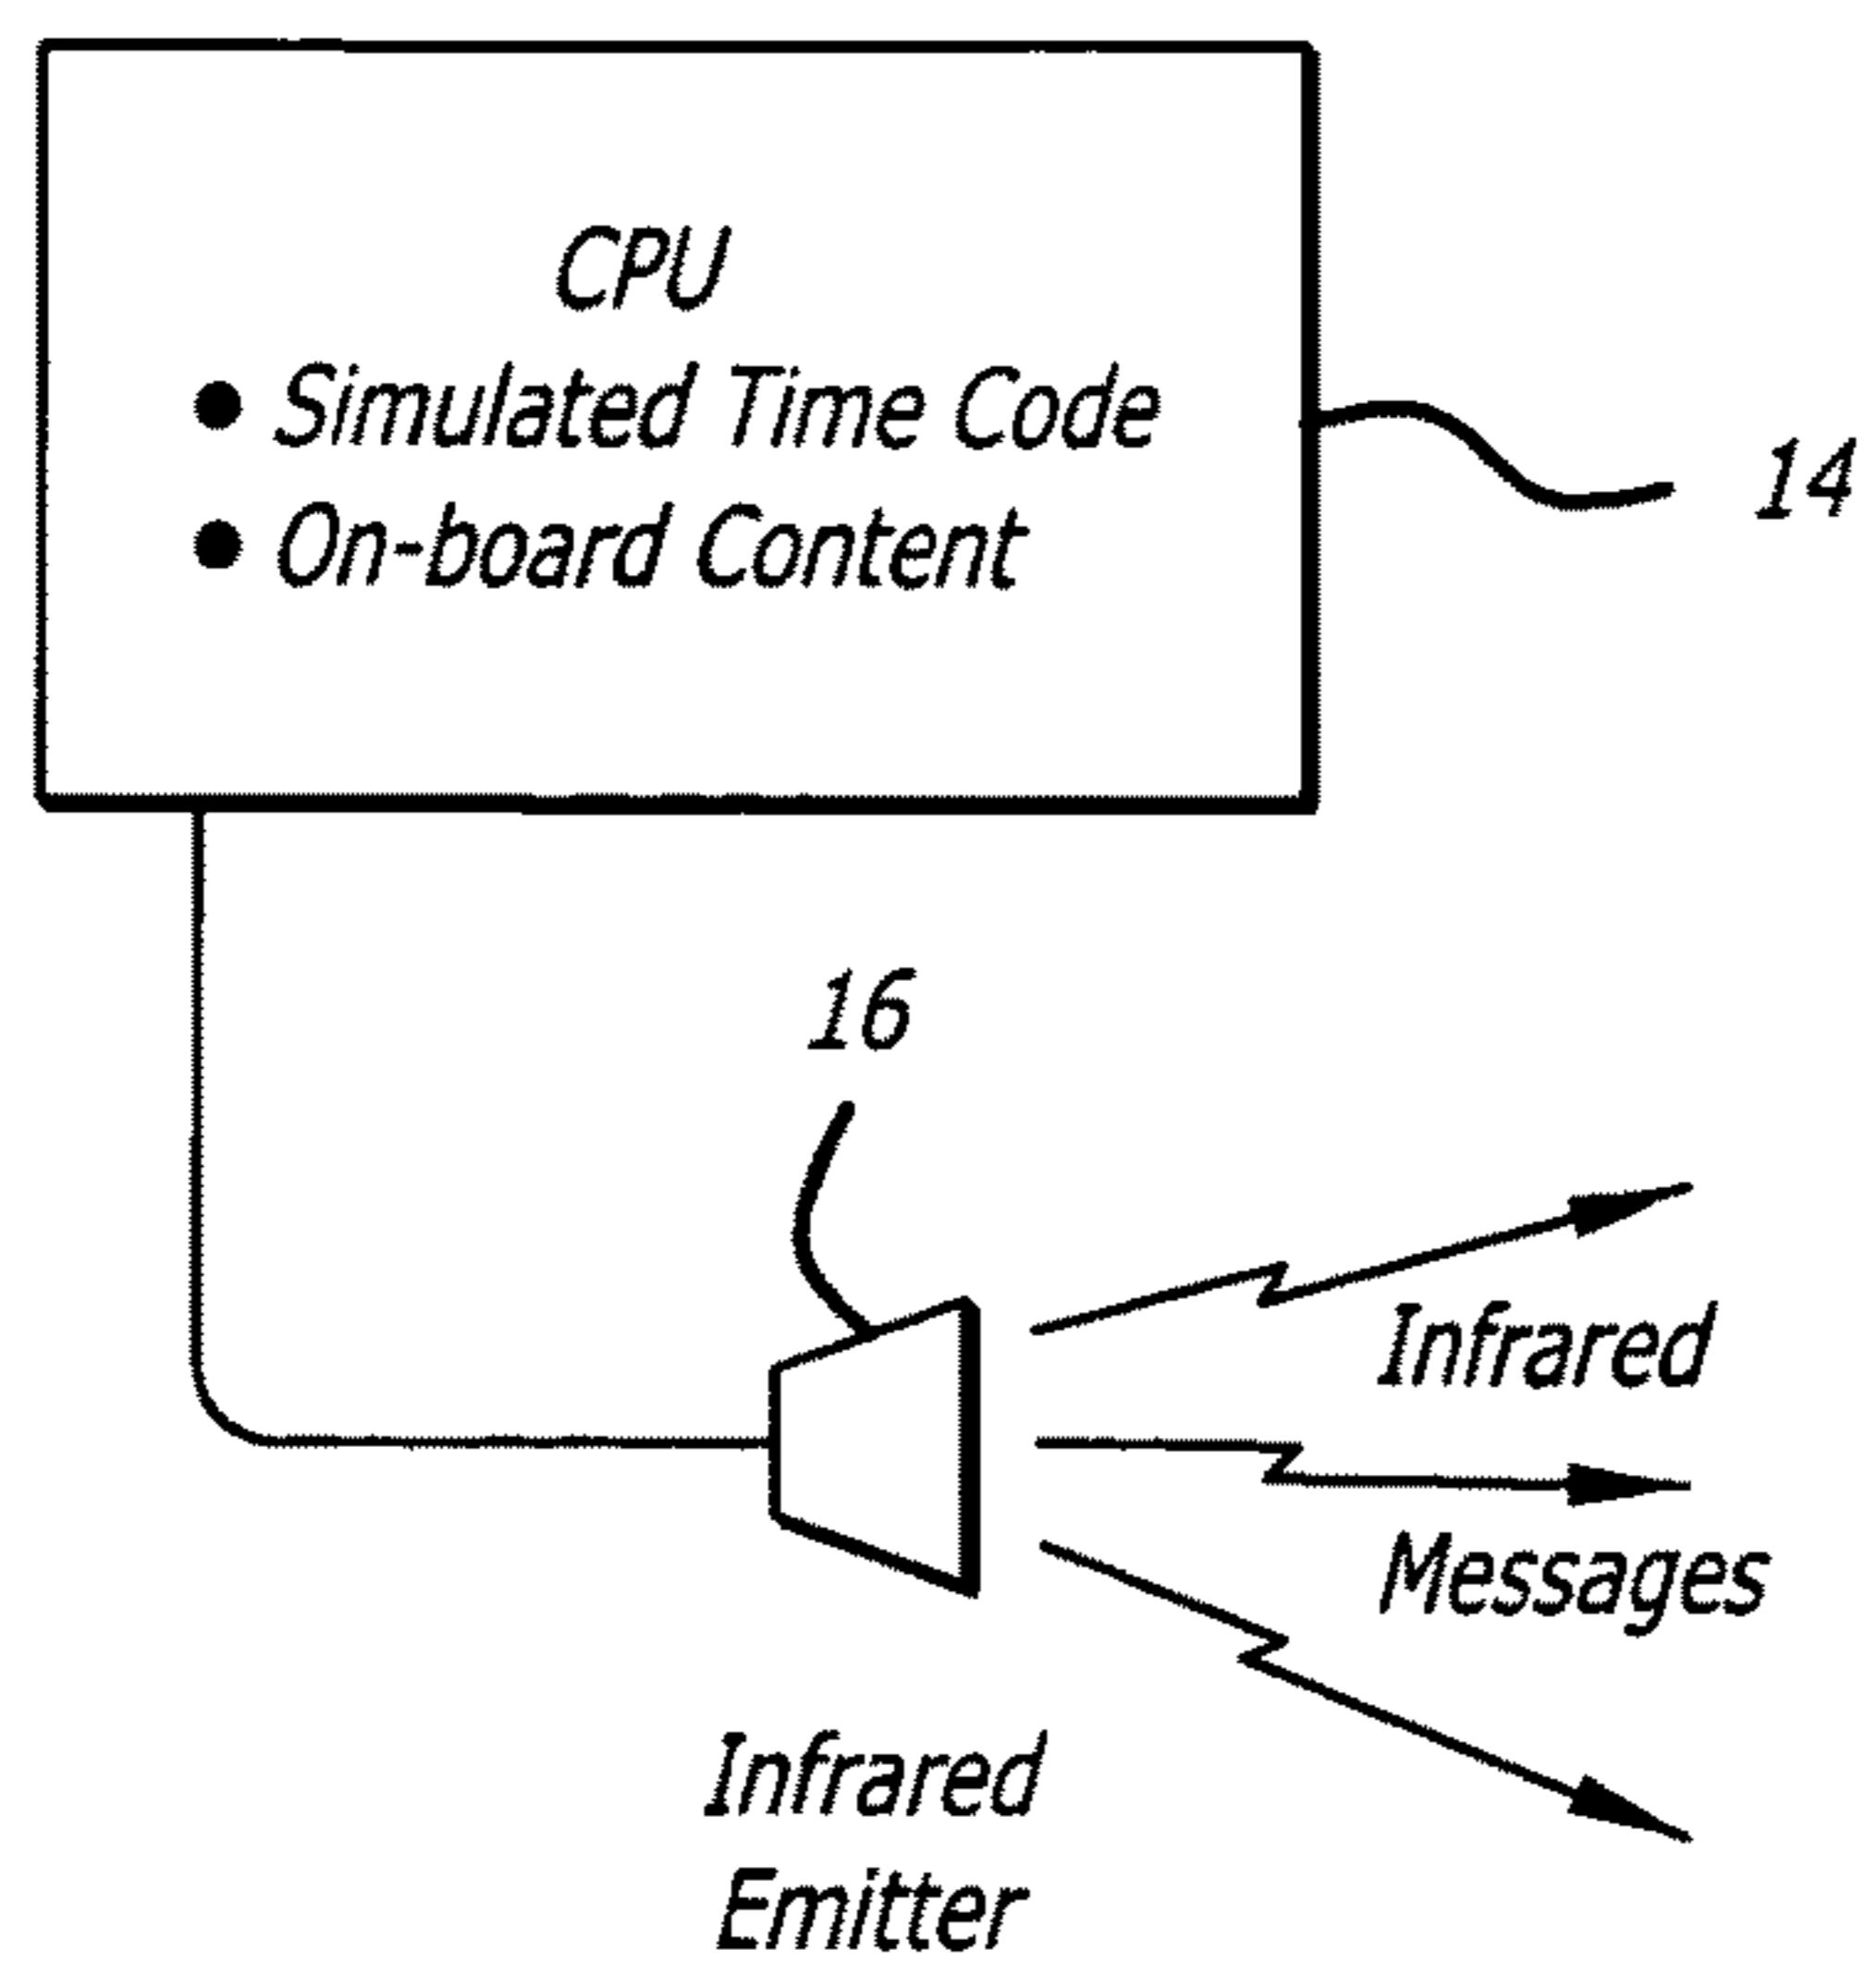 CPU
• Simulated Time Code
• On-board Content
14
16
Infrared
Messages
Infrared
Emitter